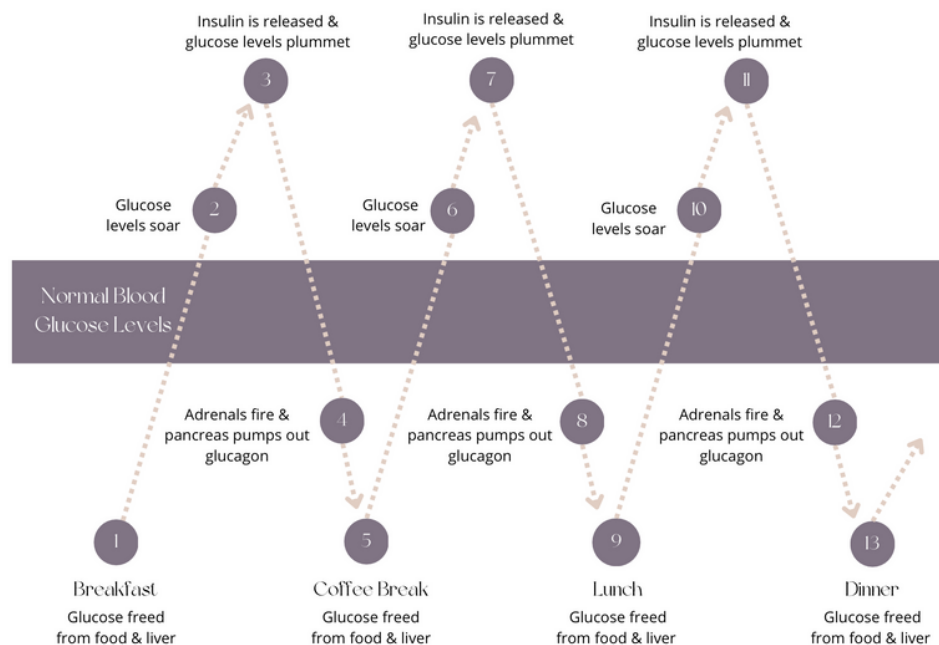 Insulin is released &
glucose levels plummet
Insulin is released &
glucose levels plummet
Insulin is released &
glucose levels plummet
3
7
11
Glucose
levels soar
2
Glucose
levels soar
6
Glucose
levels soar
10
Normal Blood
Glucose Levels
Adrenals fire &
pancreas pumps out
glucagon
4
Adrenals fire &
pancreas pumps out
glucagon
8
Adrenals fire &
pancreas pumps out
glucagon
12
1
5
9
13
Breakfast
Glucose freed
from food & liver
Coffee Break
Glucose freed
from food & liver
Lunch
Glucose freed
from food & liver
Dinner
Glucose freed
from food & liver